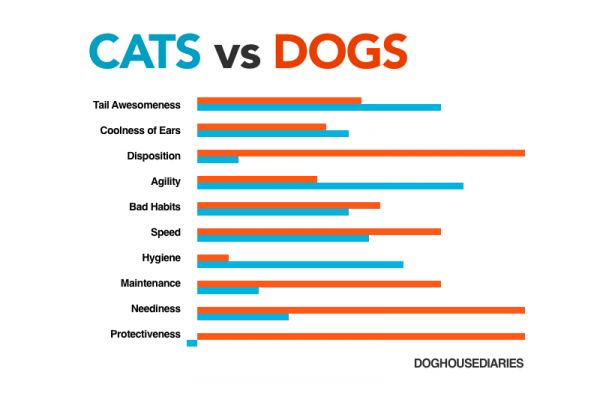 CATS vs DOGS
Tail Awesomeness
Coolness of Ears
Disposition
Agility
Bad Habits
Speed
Hygiene
Maintenance
Neediness
Protectiveness
DOGHOUSEDIARIES